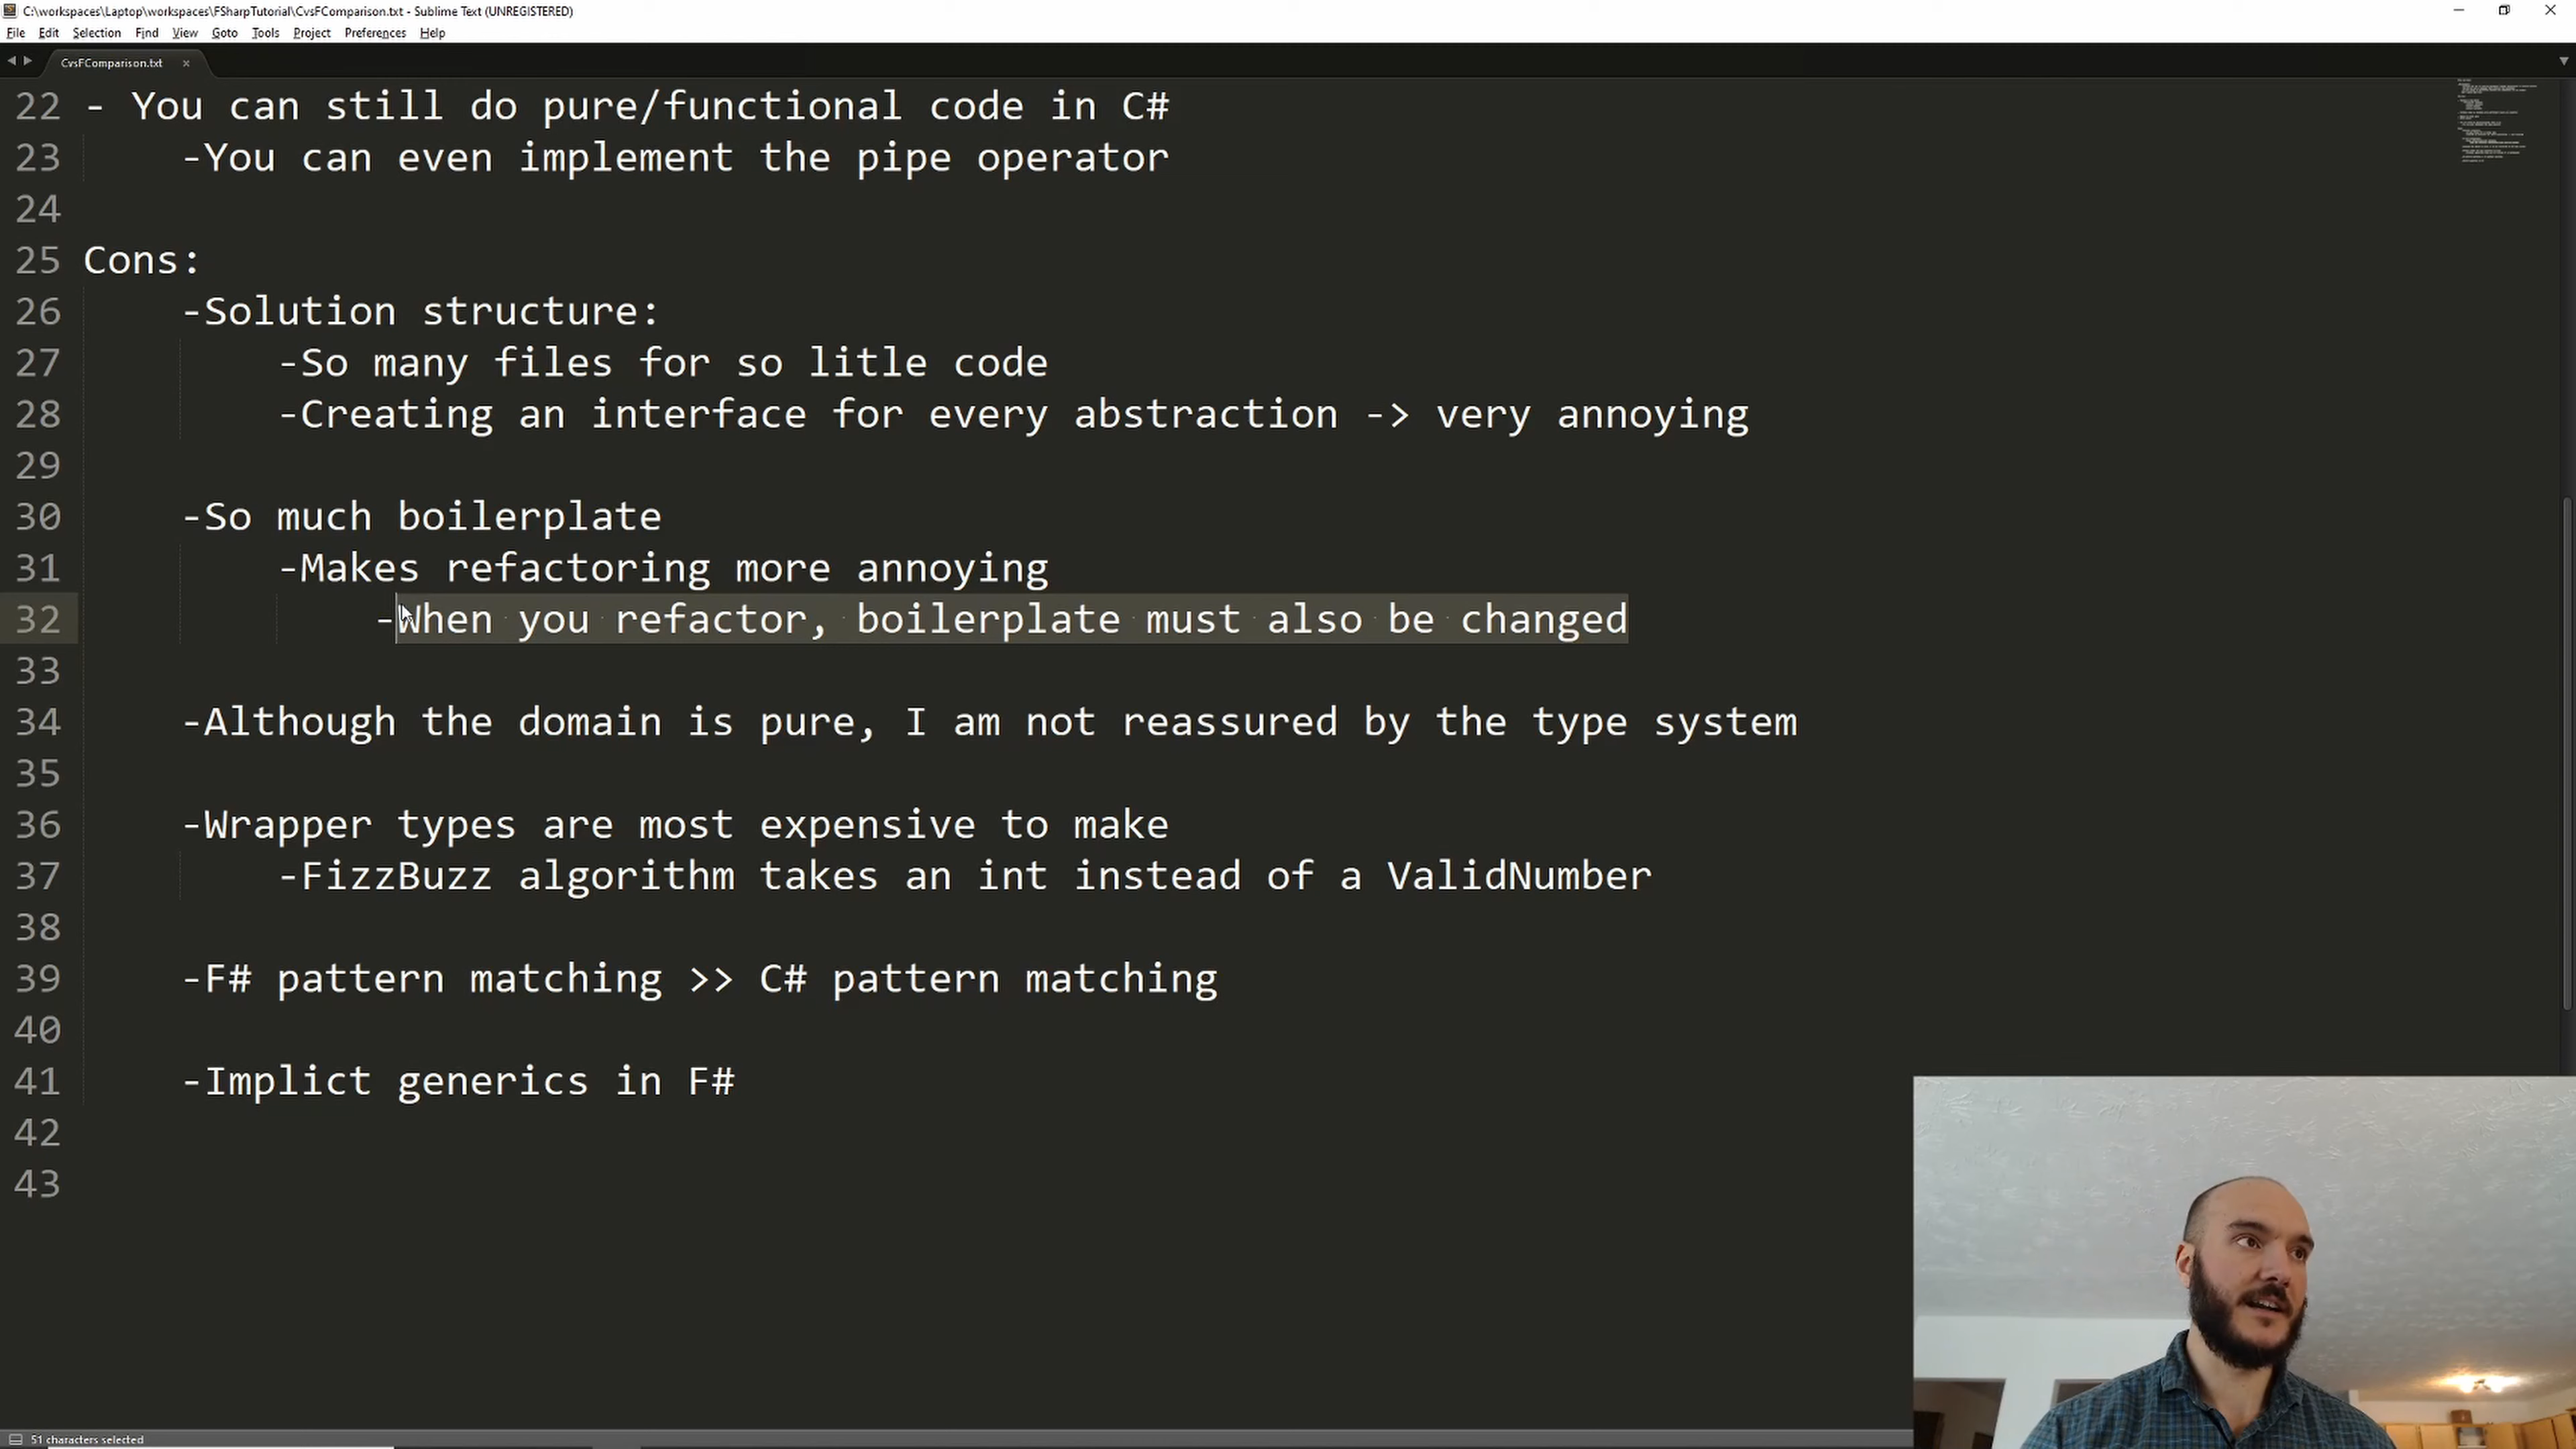 C:\workspaces\Laptop\workspaces\FSharpTutorial\CvsFComparison.txt - Sublime Text (UNREGISTERED)
File Edit Selection Find View Goto Tools Project Preferences Help
CvsFComparison.txt ×
22 - You can still do pure/functional code in C#
23 -You can even implement the pipe operator
24
25 Cons:
26 -Solution structure:
27 -So many files for so litle code
28 -Creating an interface for every abstraction -> very annoying
29
30 -So much boilerplate
31 -Makes refactoring more annoying
32 -When you refactor, boilerplate must also be changed
33
34 -Although the domain is pure, I am not reassured by the type system
35
36 -Wrapper types are most expensive to make
37 -FizzBuzz algorithm takes an int instead of a ValidNumber
38
39 -F# pattern matching >> C# pattern matching
40
41 -Implict generics in F#
42
43
51 characters selected